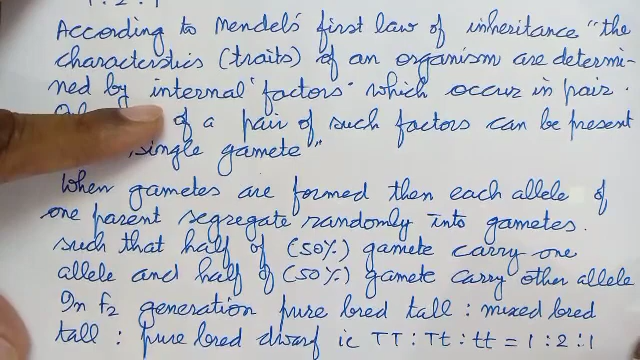 1:2:1
According to Mendel's first law of inheritance "the
characteristics (traits) of an organism are determi-
ned by internal 'factors' which occur in pair.
of a pair of such factors can be present
single gamete"
When gametes are formed then each allele of
one parent segregate randomly into gametes.
such that half of (50%) gamete carry one
allele and half of (50%) gamete carry other allele
In f2 generation pure bred tall : mixed bred
tall : pure bred dwarf ie TT : Tt : tt = 1 : 2 : 1